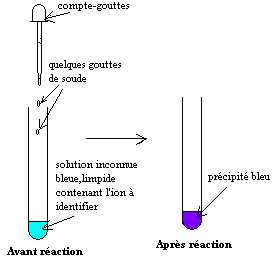 compte-gouttes
quelques gouttes
de soude
solution inconnue
bleue,limpide
contenant l'ion à
identifier
précipité bleu
Avant réaction
Après réaction